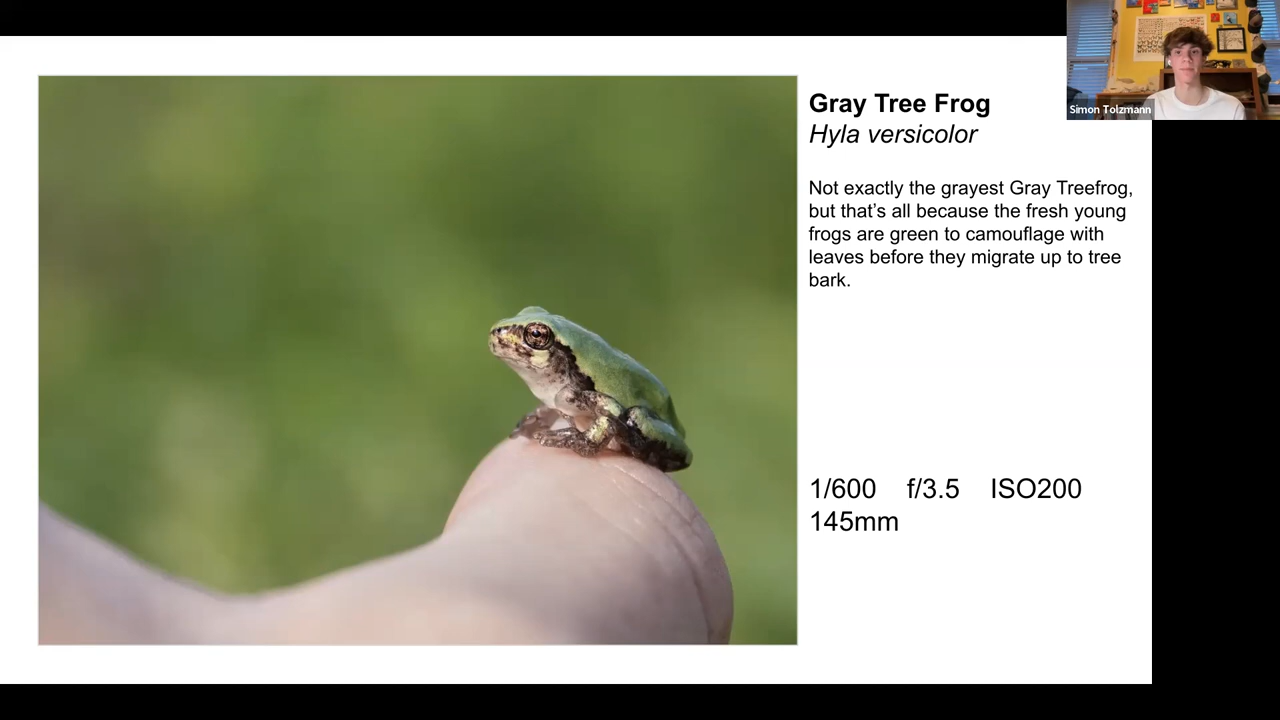 Gray Tree Frog
Hyla versicolor
Not exactly the grayest Gray Treefrog,
but that's all because the fresh young
frogs are green to camouflage with
leaves before they migrate up to tree
bark.
1/600 f/3.5 ISO200
145mm
Simon Tolzmann